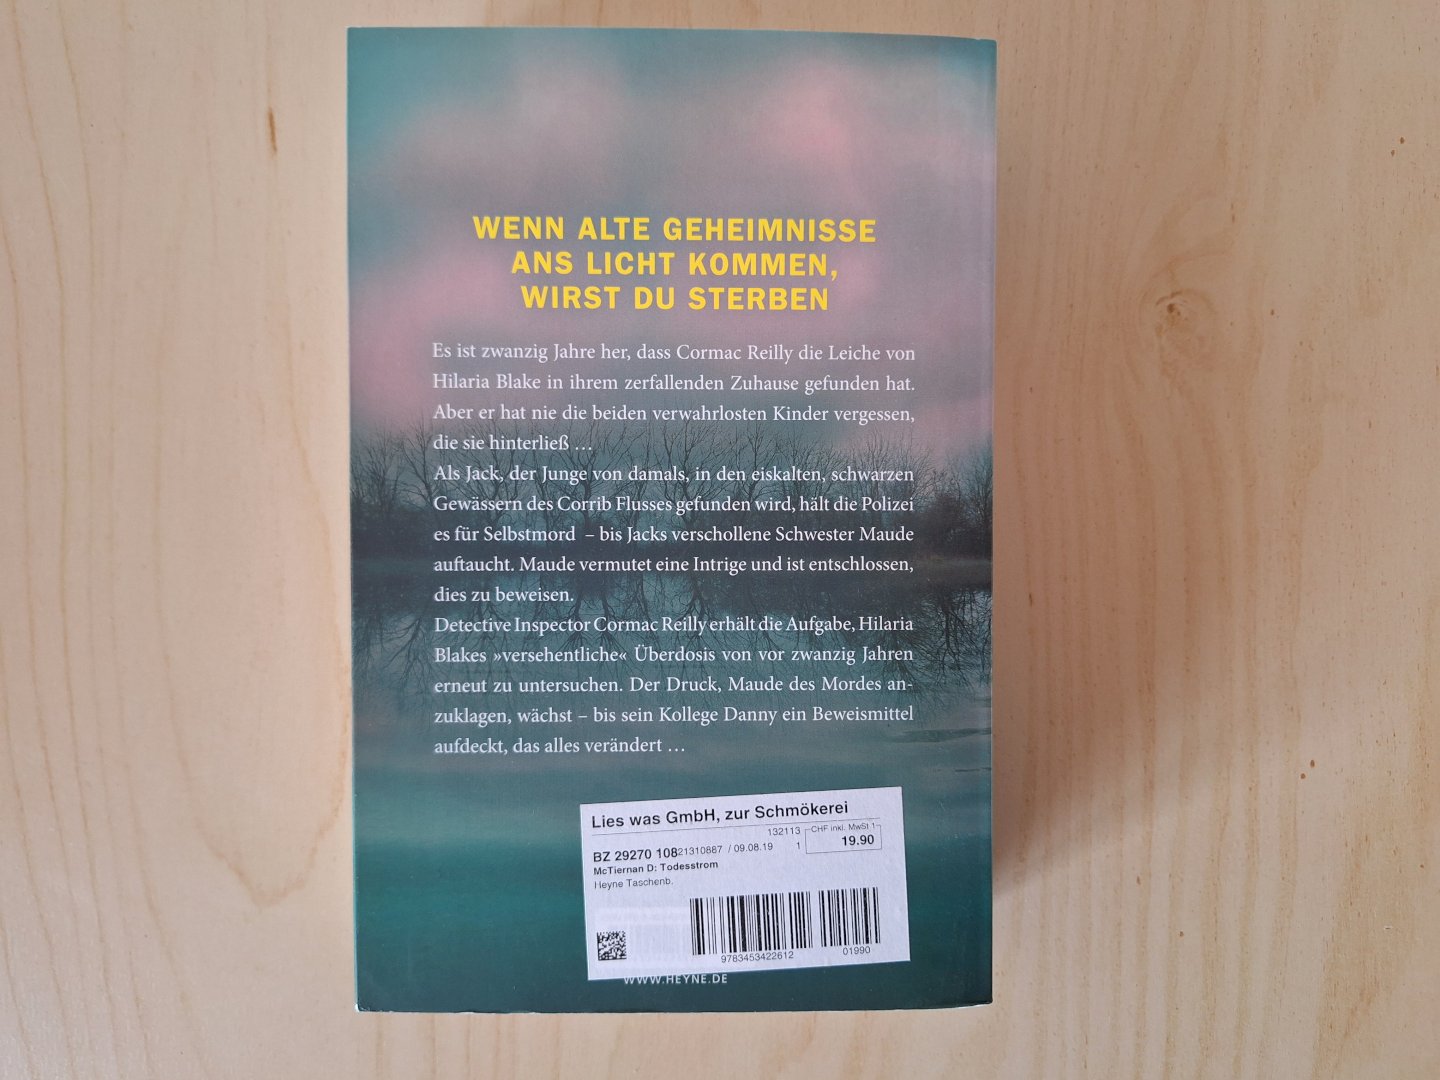 WENN ALTE GEHEIMNISSE
ANS LICHT KOMMEN,
WIRST DU STERBEN
Es ist zwanzig Jahre her, dass Cormac Reilly die Leiche von
Hilaria Blake in ihrem zerfallenden Zuhause gefunden hat.
Aber er hat nie die beiden verwahrlosten Kinder vergessen,
die sie hinterließ …
Als Jack, der Junge von damals, in den eiskalten, schwarzen
Gewässern des Corrib Flusses gefunden wird, hält die Polizei
es für Selbstmord – bis Jacks verschollene Schwester Maude
auftaucht. Maude vermutet eine Intrige und ist entschlossen,
dies zu beweisen.
Detective Inspector Cormac Reilly erhält die Aufgabe, Hilaria
Blakes »versehentliche« Überdosis von vor zwanzig Jahren
erneut zu untersuchen. Der Druck, Maude des Mordes an-
zuklagen, wächst – bis sein Kollege Danny ein Beweismittel
aufdeckt, das alles verändert …
Lies was GmbH, zur Schmökerei
132113 CHF inkl. MwSt 1
BZ 29270 108 21310887 / 09.08.19 1 19.90
McTiernan D: Todesstrom
Heyne Taschenb.
9783453422612 01990
WWW.HEYNE.DE